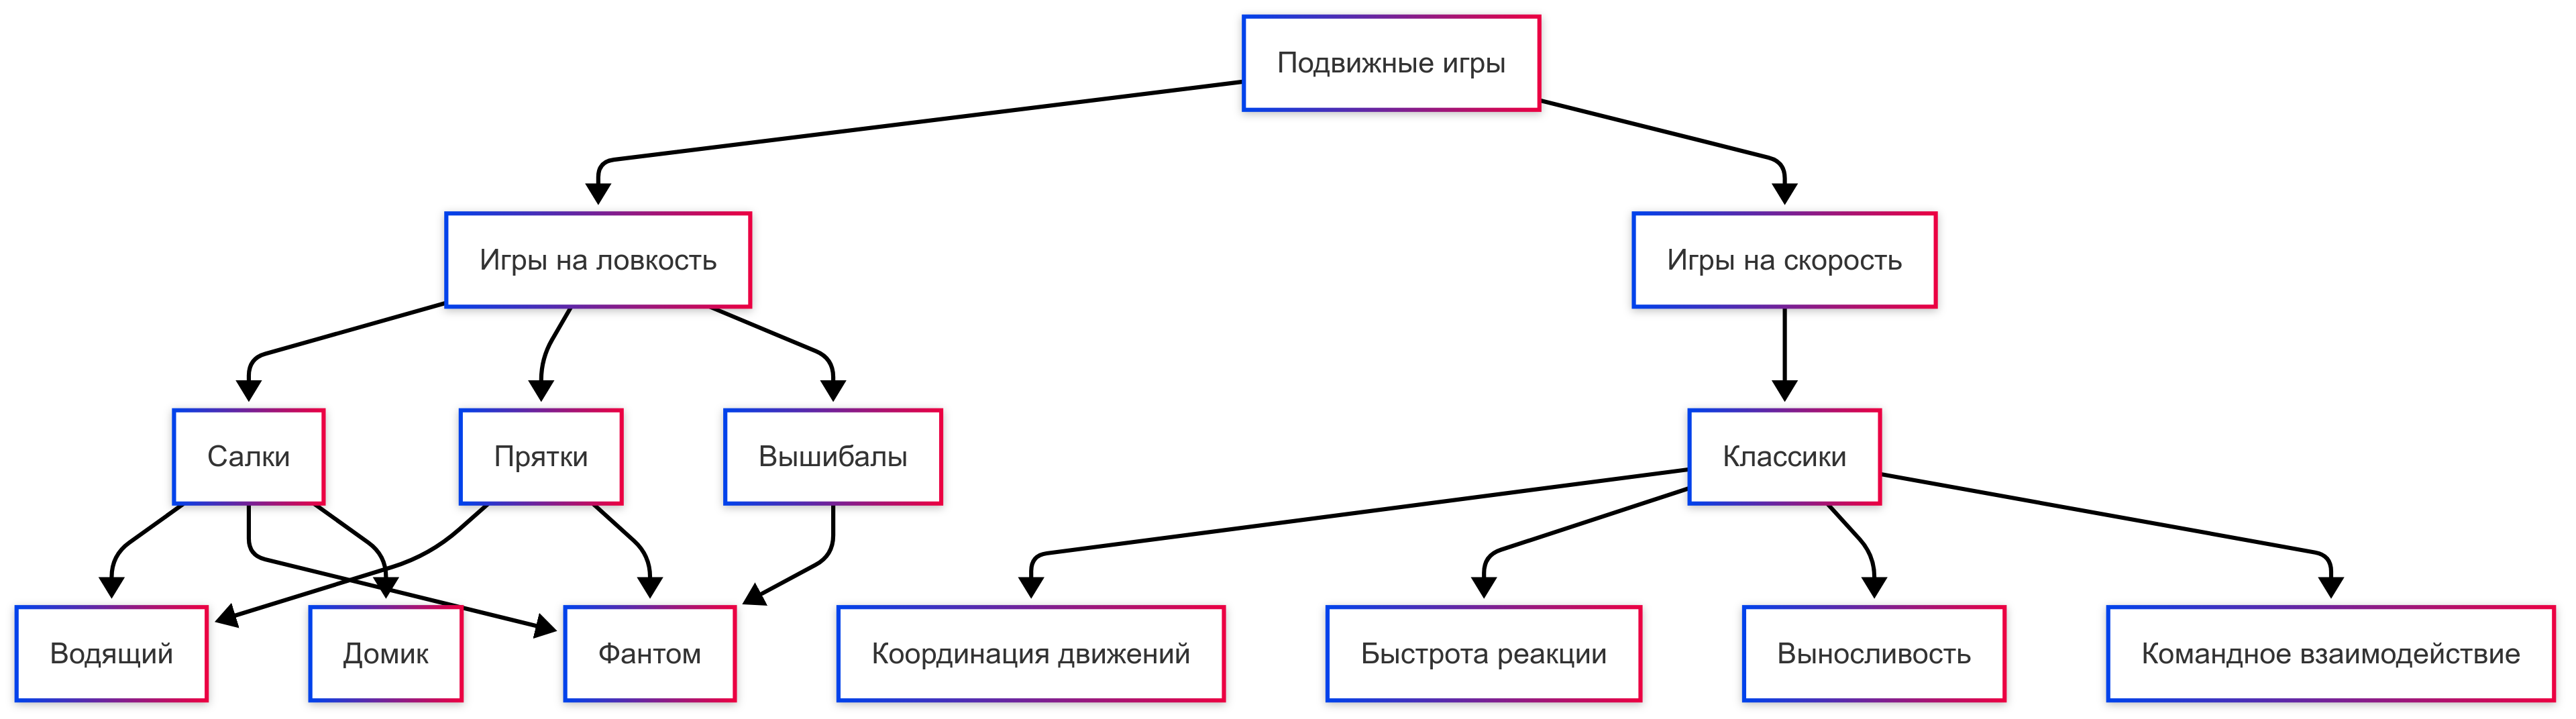 Подвижные игры
Игры на ловкость
Игры на скорость
Салки
Прятки
Вышибалы
Классики
Водящий
Домик
Фантом
Координация движений
Быстрота реакции
Выносливость
Командное взаимодействие